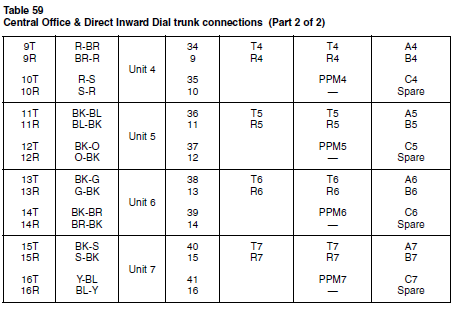 Table 59
Central Office & Direct Inward Dial trunk connections (Part 2 of 2)
9T R-BR 34 T4 T4 A4
9R BR-R 9 R4 R4 B4
Unit 4
10T R-S 35 PPM4 C4
10R S-R 10 — Spare
11T BK-BL 36 T5 T5 A5
11R BL-BK 11 R5 R5 B5
Unit 5
12T BK-O 37 PPM5 C5
12R O-BK 12 — Spare
13T BK-G 38 T6 T6 A6
13R G-BK 13 R6 R6 B6
Unit 6
14T BK-BR 39 PPM6 C6
14R BR-BK 14 — Spare
15T BK-S 40 T7 T7 A7
15R S-BK 15 R7 R7 B7
Unit 7
16T Y-BL 41 PPM7 C7
16R BL-Y 16 — Spare